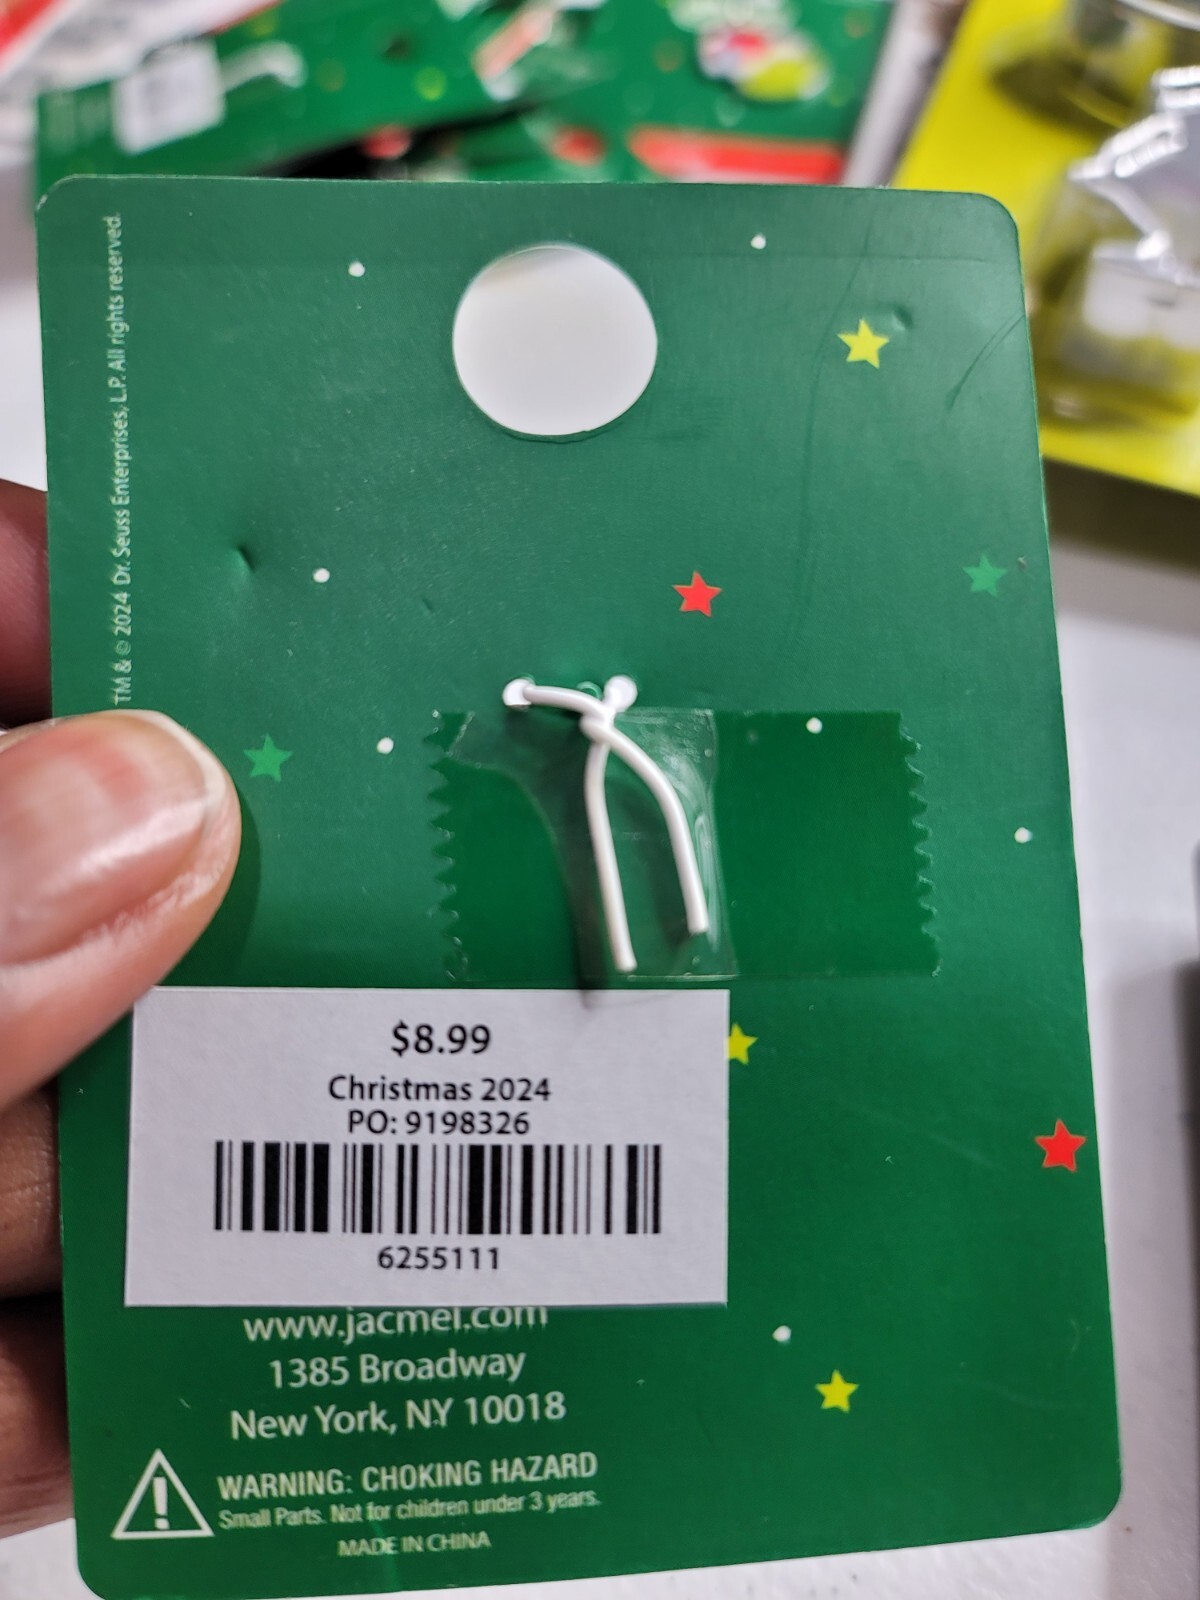 TM & © 2024 Dr. Seuss Enterprises, L.P. All rights reserved.
$8.99
Christmas 2024
PO: 9198326
6255111
www.jacmel.com
1385 Broadway
New York, NY 10018
WARNING: CHOKING HAZARD
Small Parts. Not for children under 3 years.
MADE IN CHINA